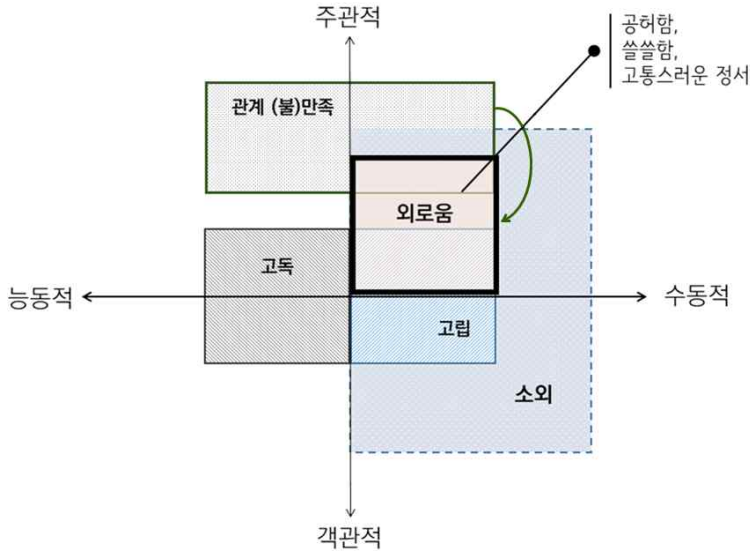 주관적
공허함,
쓸쓸함,
고통스러운 정서
관계 (불)만족
외로움
고독
능동적
수동적
고립
소외
객관적